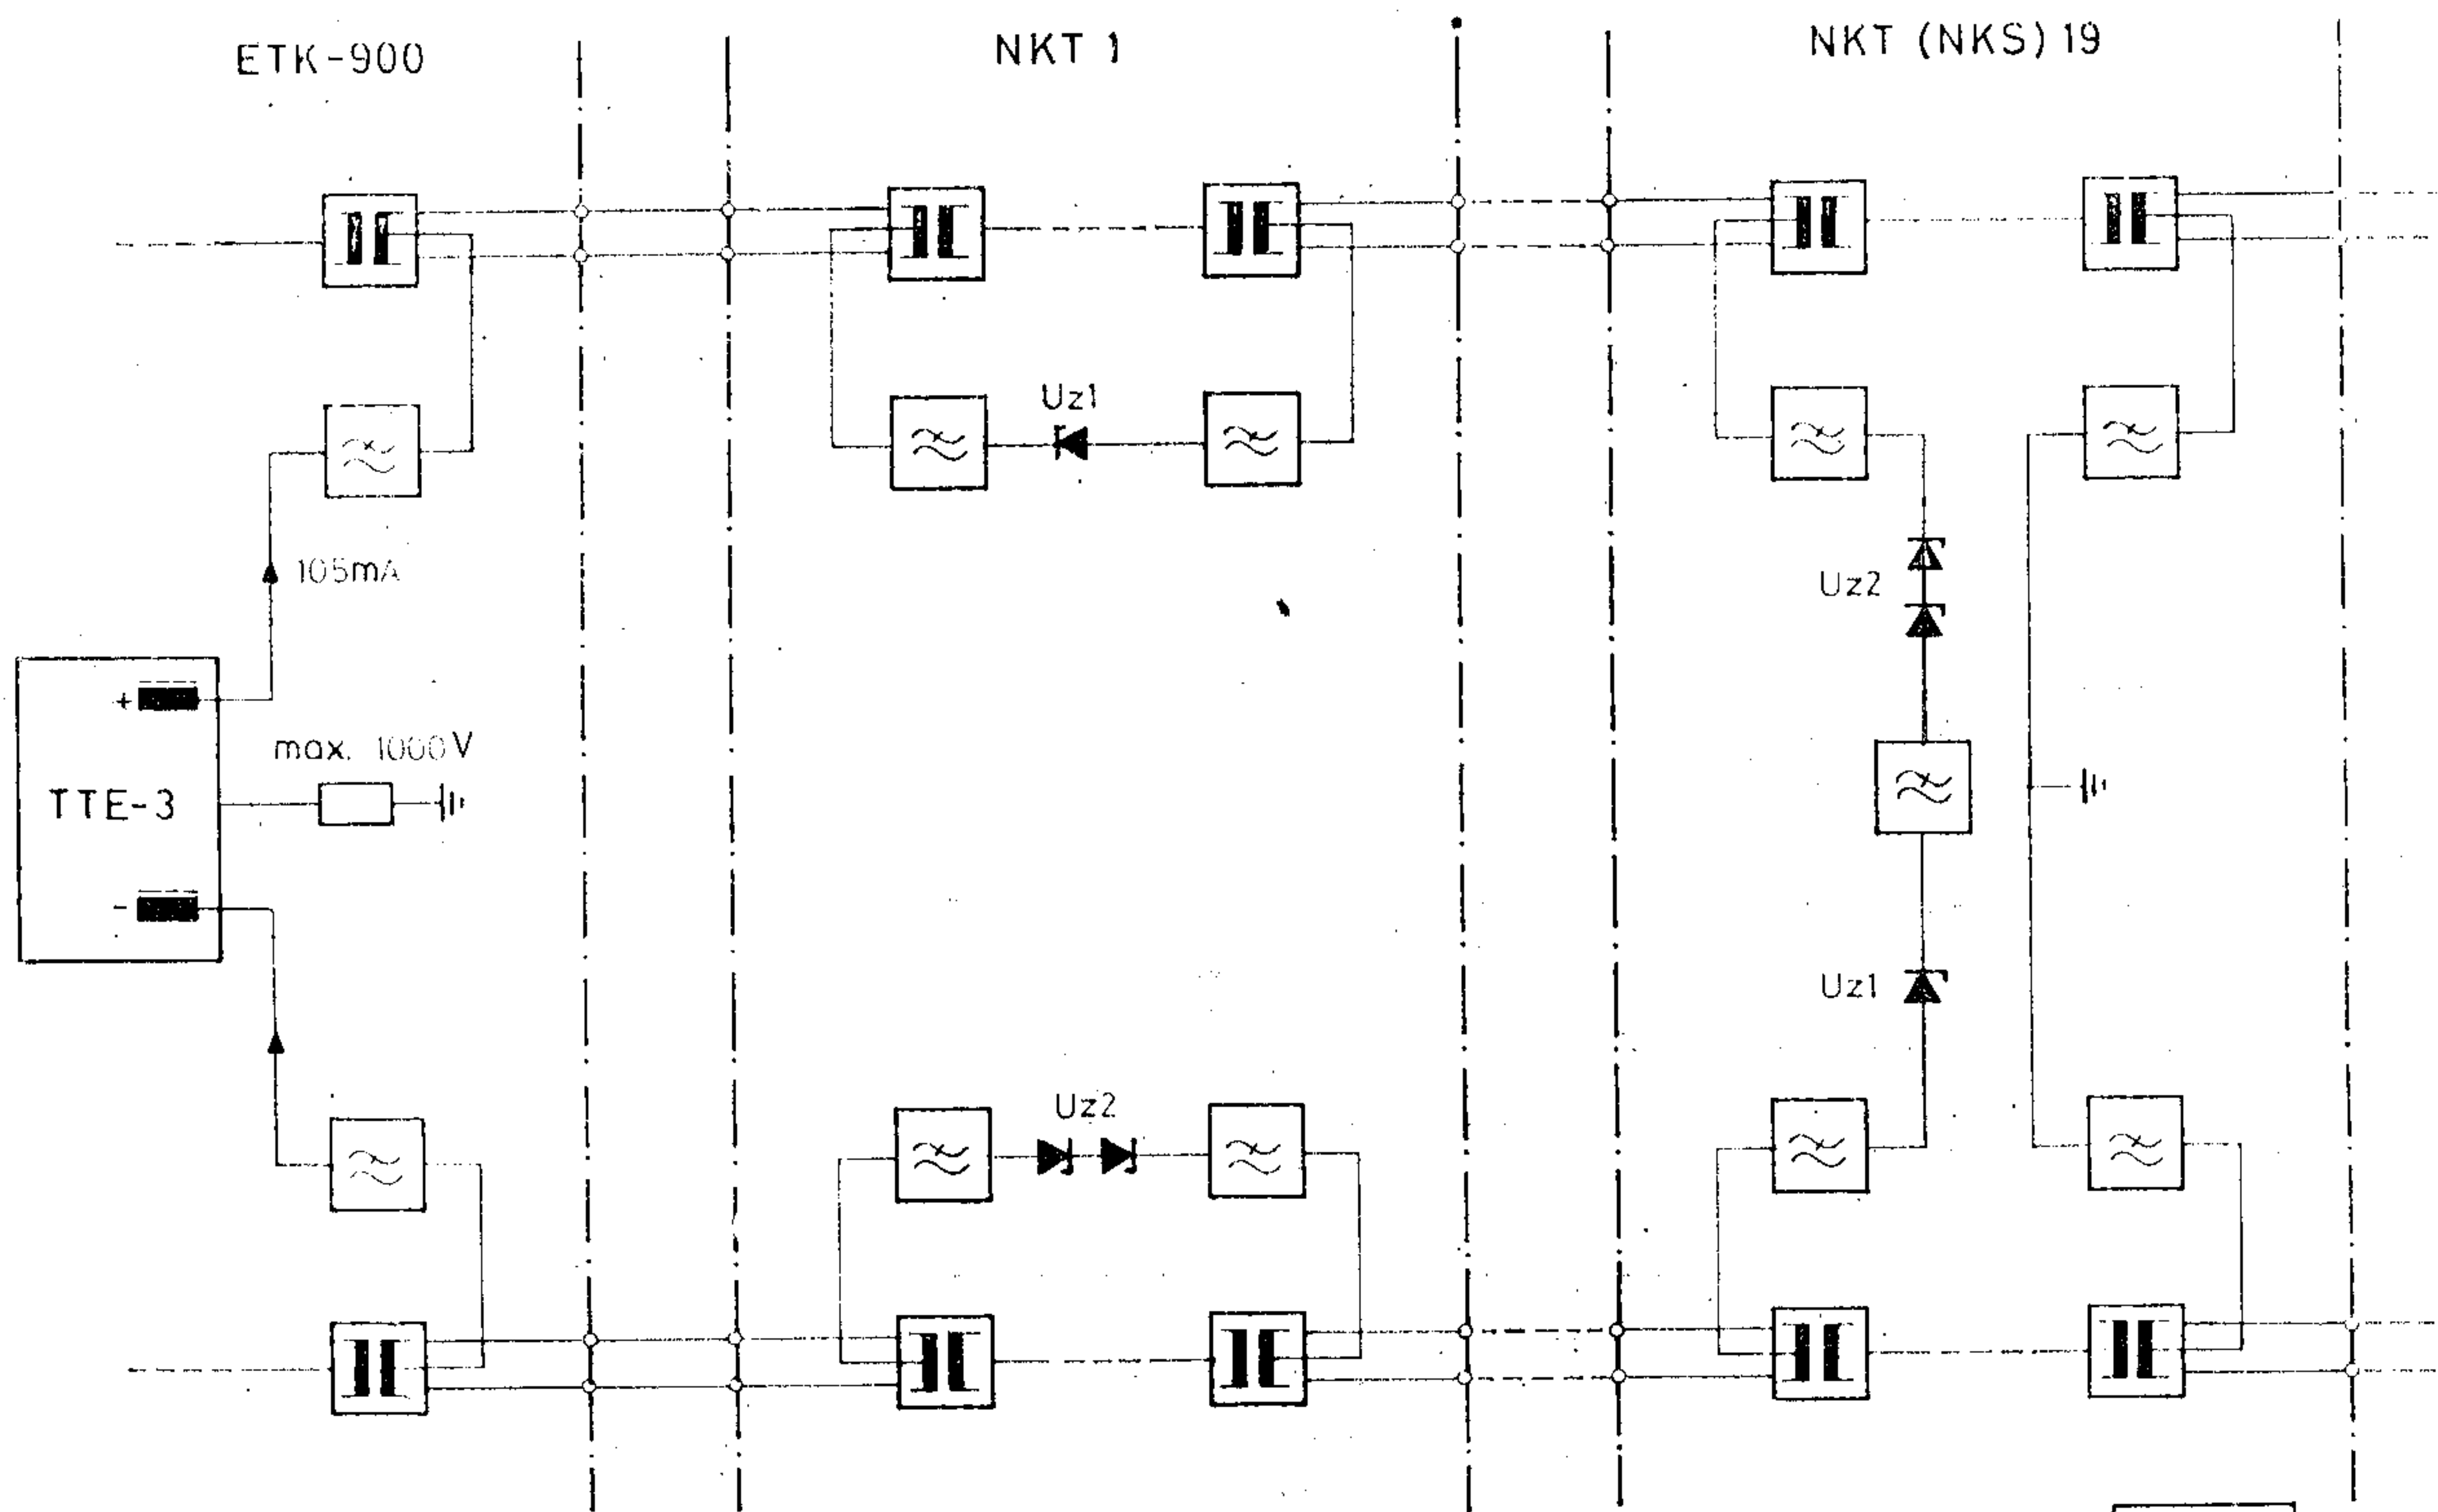 ETK-900
NKT 1
NKT (NKS) 19
Uz1
105mA
Uz2
+
max. 1000V
TTE-3
-
Uz1
Uz2